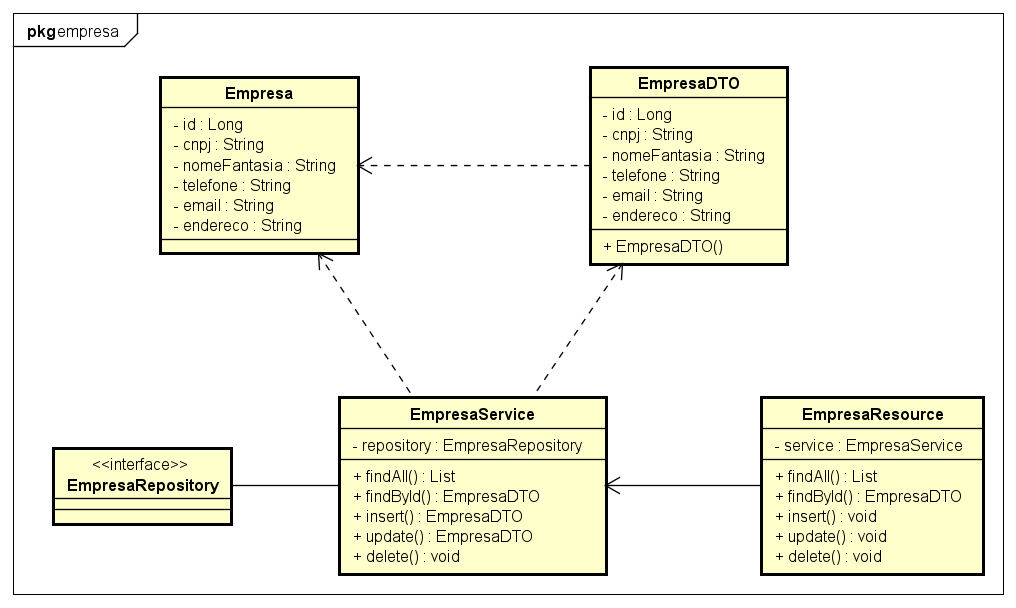 pkg empresa
Empresa
- id : Long
- cnpj : String
- nomeFantasia : String
- telefone : String
- email : String
- endereco : String
EmpresaDTO
- id : Long
- cnpj : String
- nomeFantasia : String
- telefone : String
- email : String
- endereco : String
+ EmpresaDTO()
<<interface>>
EmpresaRepository
EmpresaService
- repository : EmpresaRepository
+ findAll() : List
+ findById() : EmpresaDTO
+ insert() : EmpresaDTO
+ update() : EmpresaDTO
+ delete() : void
EmpresaResource
- service : EmpresaService
+ findAll() : List
+ findById() : EmpresaDTO
+ insert() : void
+ update() : void
+ delete() : void